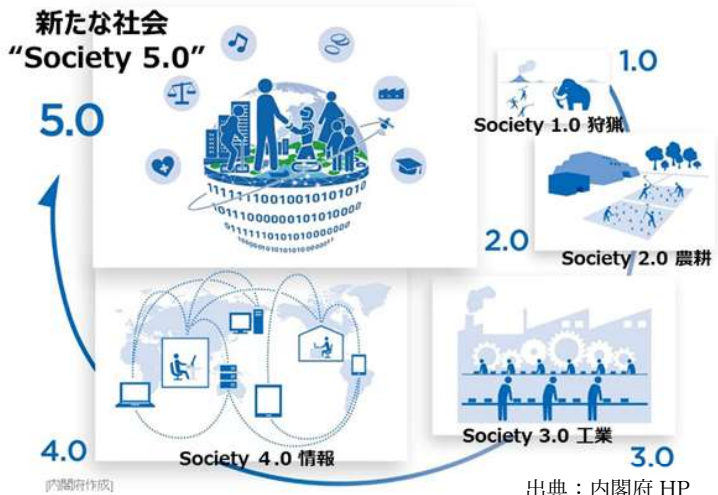 新たな社会
“Society 5.0”
5.0
1.0
Society 1.0 狩猟
2.0
Society 2.0 農耕
3.0
Society 3.0 工業
4.0
Society 4.0 情報
[内閣府作成]
出典：内閣府 HP